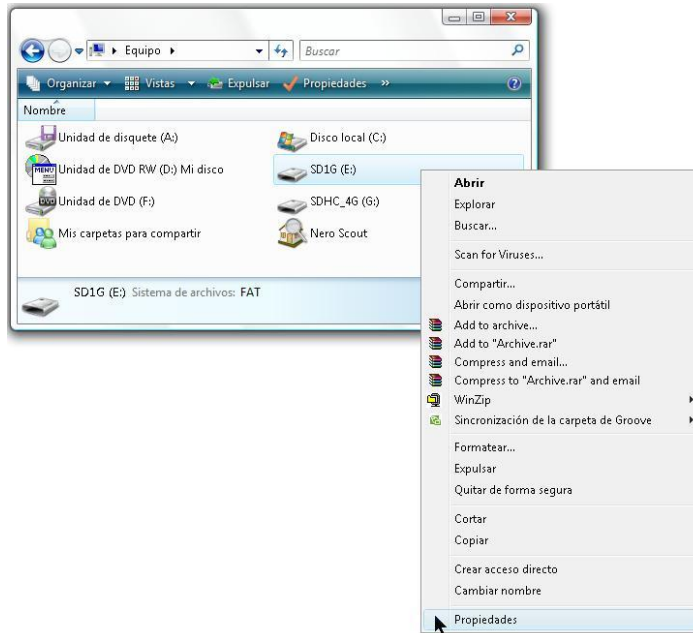 Equipo
Buscar
Organizar Vistas Expulsar Propiedades »
Nombre
Unidad de disquete (A:) Disco local (C:)
MENU Unidad de DVD RW (D:) Mi disco SD1G (E:)
DVD Unidad de DVD (F:) SDHC_4G (G:)
Mis carpetas para compartir Nero Scout
SD1G (E:) Sistema de archivos: FAT
Abrir
Explorar
Buscar...
Scan for Viruses...
Compartir...
Abrir como dispositivo portátil
Add to archive...
Add to "Archive.rar"
Compress and email...
Compress to "Archive.rar" and email
WinZip
Sincronización de la carpeta de Groove
Formatear...
Expulsar
Quitar de forma segura
Cortar
Copiar
Crear acceso directo
Cambiar nombre
Propiedades